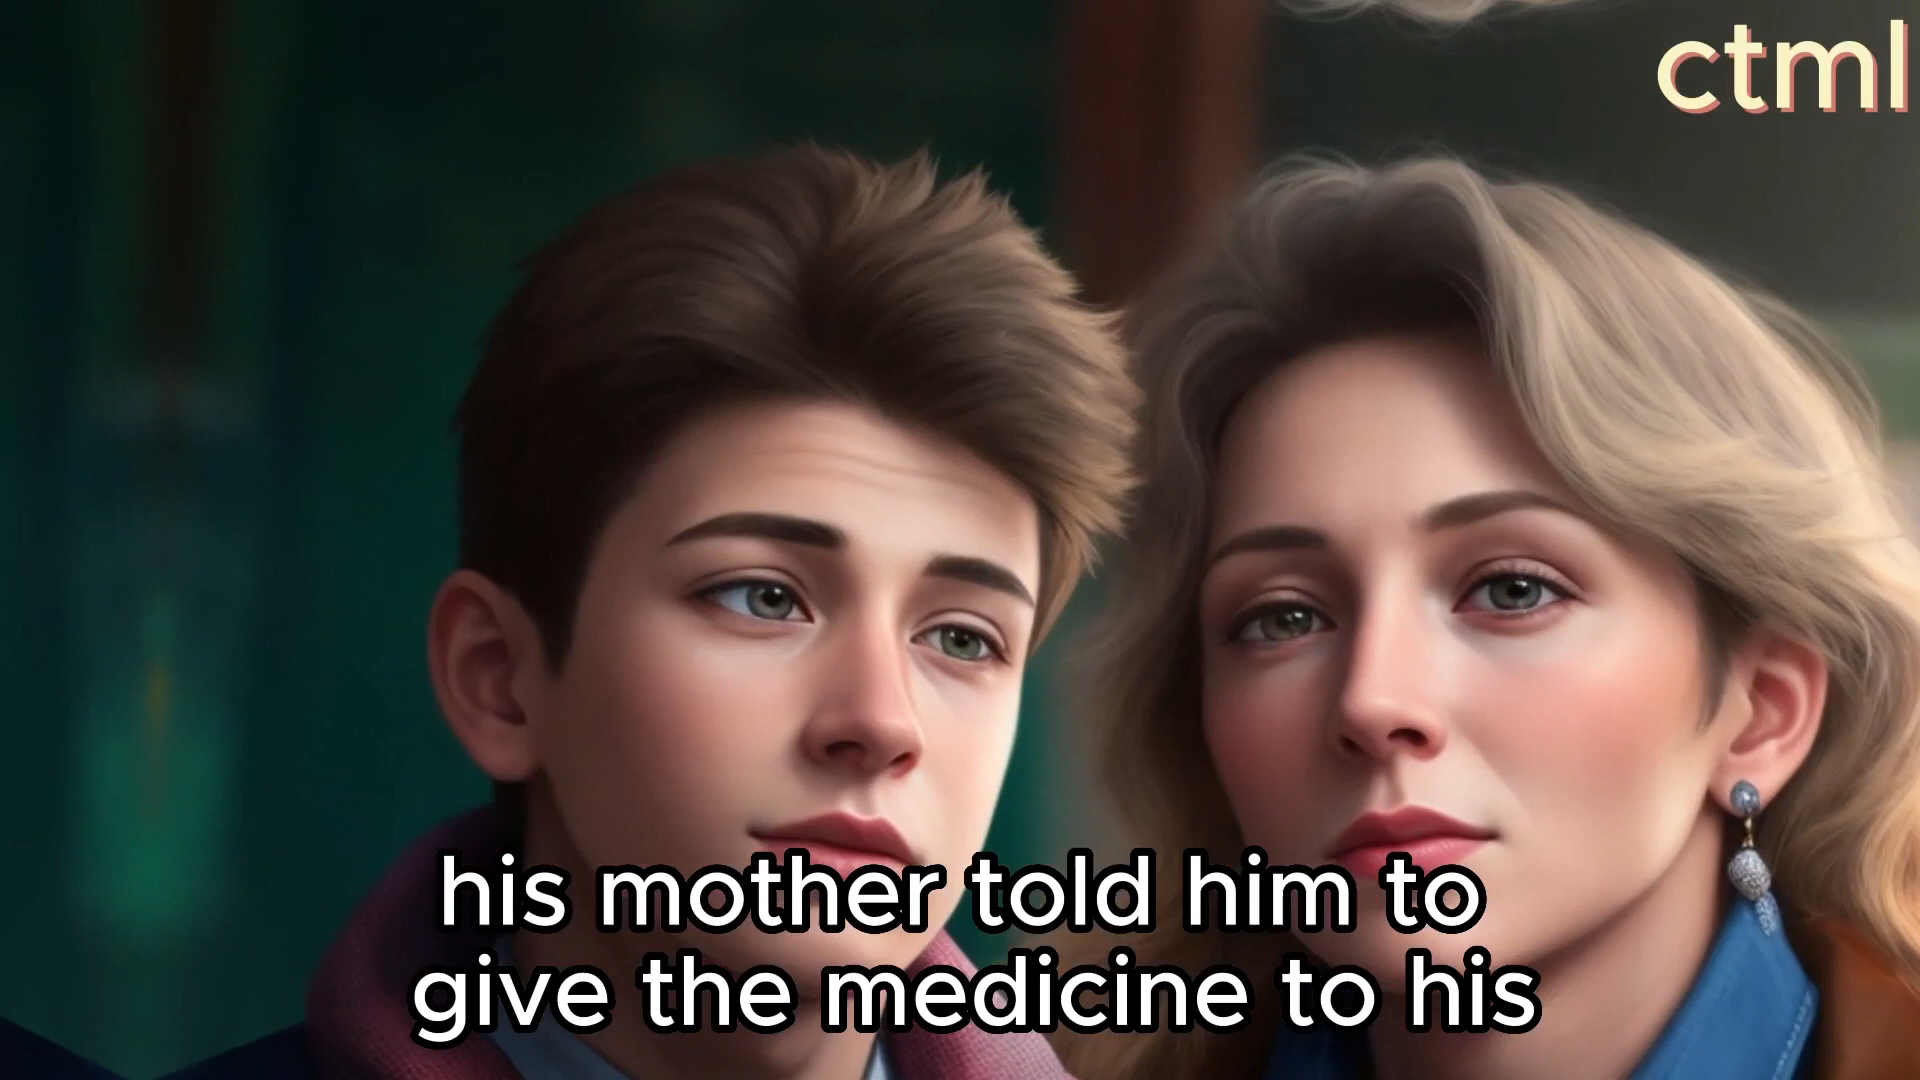 ctml
his mother told him to
give the medicine to his